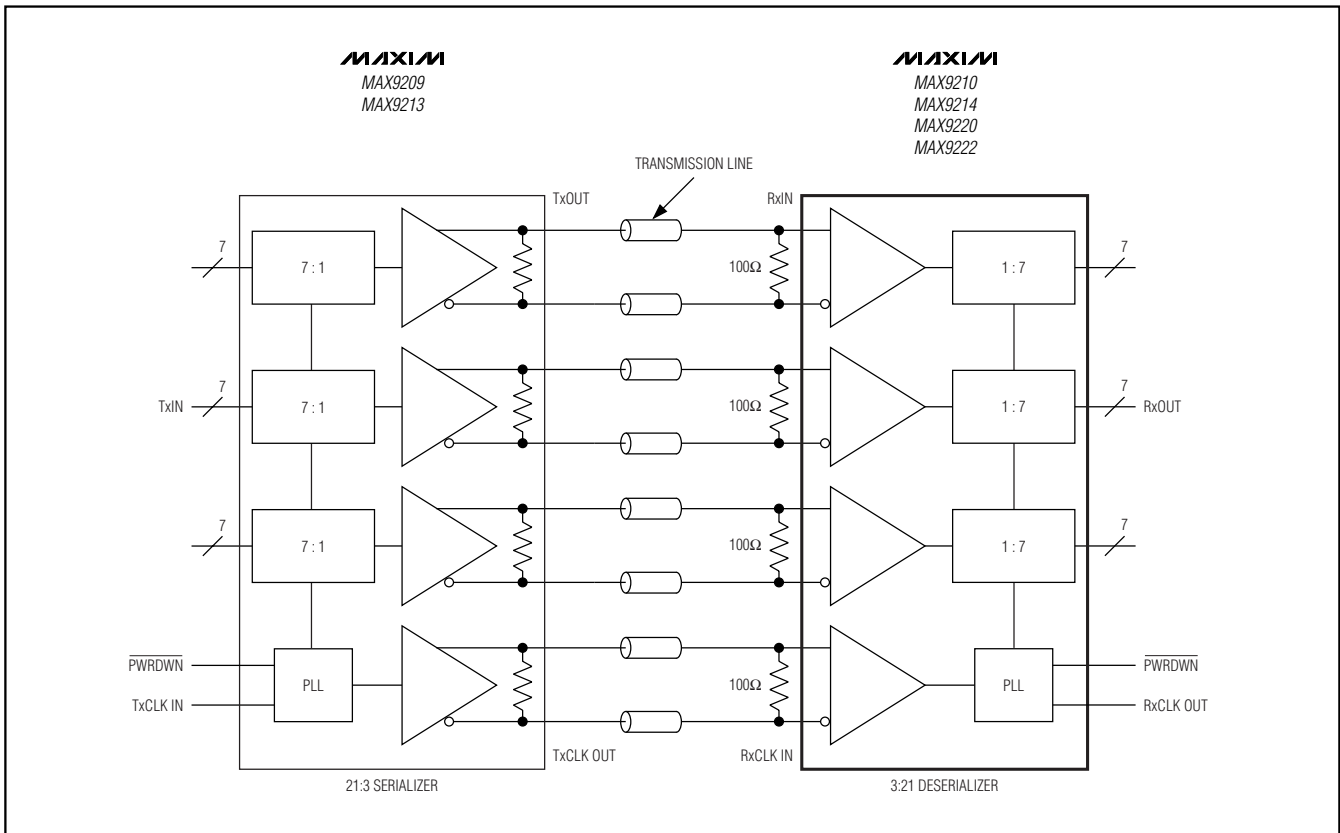 MAXIM
MAX9209
MAX9213
MAXIM
MAX9210
MAX9214
MAX9220
MAX9222
TRANSMISSION LINE
TxOUT
RxIN
7
7 : 1
100Ω
1 : 7
7
TxIN
7
7 : 1
100Ω
1 : 7
7
RxOUT
7
7 : 1
100Ω
1 : 7
7
PWRDWN
TxCLK IN
PLL
100Ω
PLL
PWRDWN
RxCLK OUT
TxCLK OUT
RxCLK IN
21:3 SERIALIZER
3:21 DESERIALIZER